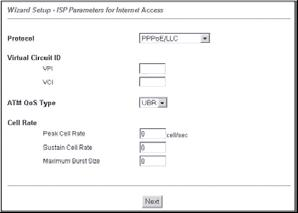 Wizard Setup - ISP Parameters for Internet Access
Protocol PPPoE/LLC
Virtual Circuit ID
VPI
VCI
ATM QoS Type UBR
Cell Rate
Peak Cell Rate 0 cell/sec
Sustain Cell Rate 0
Maximum Burst Size 0
Next